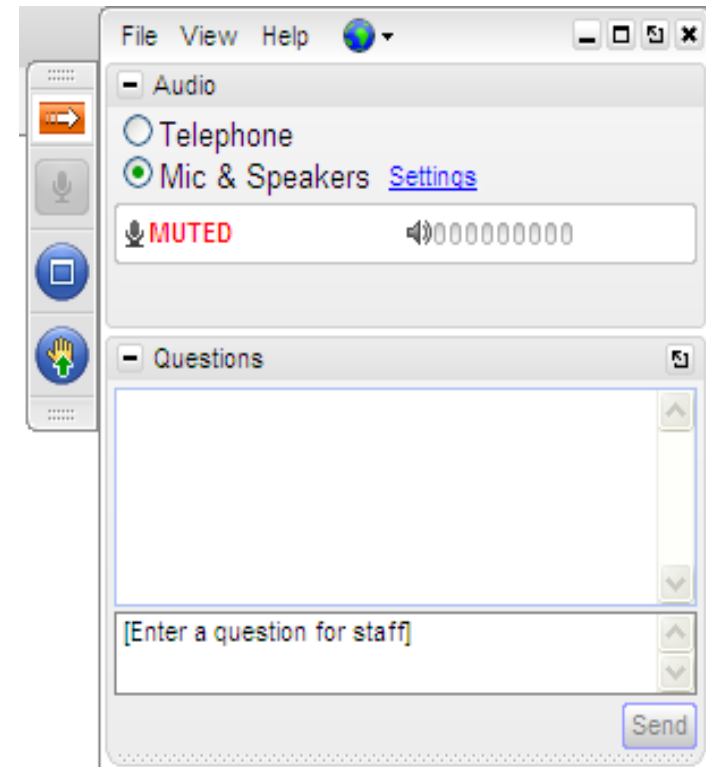 File View Help
Audio
Telephone
Mic & Speakers Settings
MUTED 000000000
Questions
[Enter a question for staff]
Send